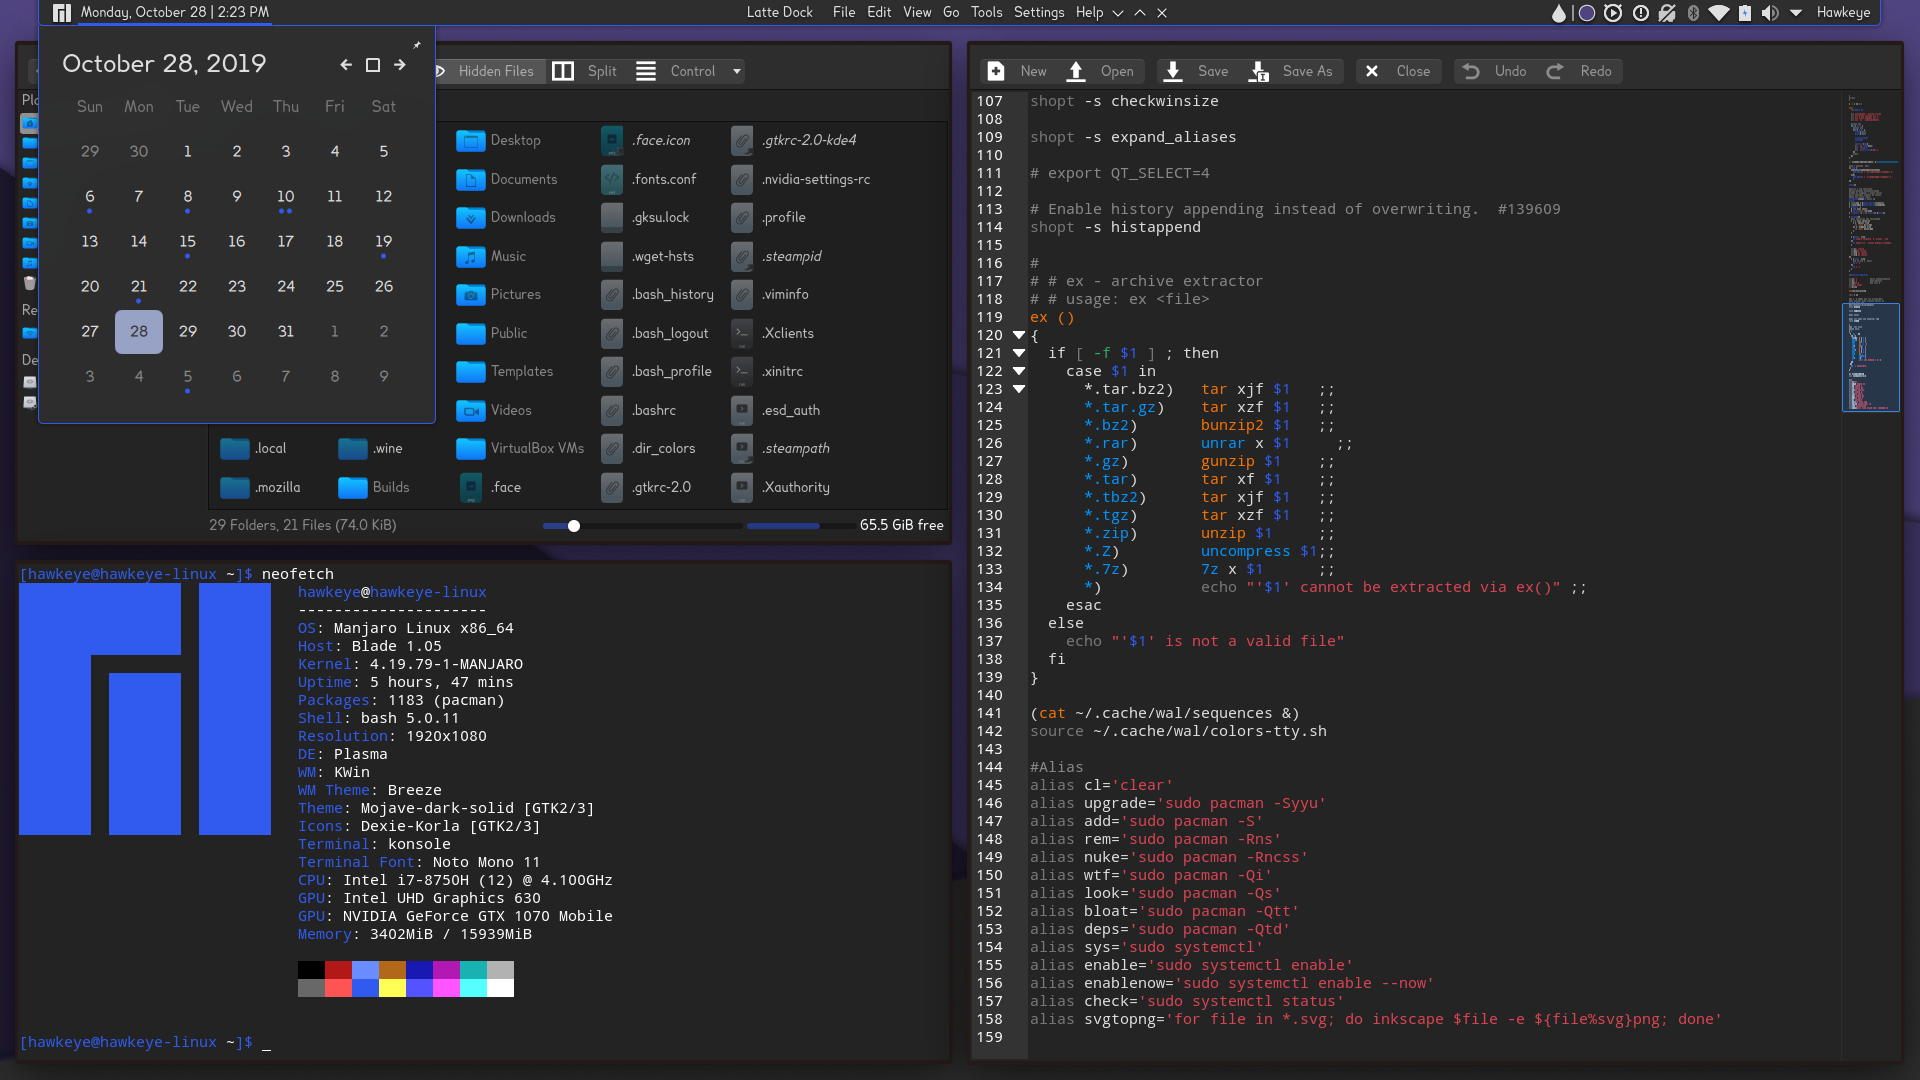 Monday, October 28 | 2:23 PM
Latte Dock File Edit View Go Tools Settings Help
Hawkeye
October 28, 2019
Sun Mon Tue Wed Thu Fri Sat
29 30 1 2 3 4 5
6 7 8 9 10 11 12
13 14 15 16 17 18 19
20 21 22 23 24 25 26
27 28 29 30 31 1 2
3 4 5 6 7 8 9
Hidden Files Split Control
Desktop .face.icon .gtkrc-2.0-kde4
Documents .fonts.conf .nvidia-settings-rc
Downloads .gksu.lock .profile
Music .wget-hsts .steampid
Pictures .bash_history .viminfo
Public .bash_logout .Xclients
Templates .bash_profile .xinitrc
Videos .bashrc .esd_auth
.local .wine VirtualBox VMs .dir_colors .steampath
.mozilla Builds .face .gtkrc-2.0 .Xauthority
29 Folders, 21 Files (74.0 KiB)
65.5 GiB free
[hawkeye@hawkeye-linux ~]$ neofetch
hawkeye@hawkeye-linux
---------------------
OS: Manjaro Linux x86_64
Host: Blade 1.05
Kernel: 4.19.79-1-MANJARO
Uptime: 5 hours, 47 mins
Packages: 1183 (pacman)
Shell: bash 5.0.11
Resolution: 1920x1080
DE: Plasma
WM: KWin
WM Theme: Breeze
Theme: Mojave-dark-solid [GTK2/3]
Icons: Dexie-Korla [GTK2/3]
Terminal: konsole
Terminal Font: Noto Mono 11
CPU: Intel i7-8750H (12) @ 4.100GHz
GPU: Intel UHD Graphics 630
GPU: NVIDIA GeForce GTX 1070 Mobile
Memory: 3402MiB / 15939MiB
[hawkeye@hawkeye-linux ~]$ _
New Open Save Save As Close Undo Redo
107 shopt -s checkwinsize
108
109 shopt -s expand_aliases
110
111 # export QT_SELECT=4
112
113 # Enable history appending instead of overwriting.  #139609
114 shopt -s histappend
115
116 #
117 # # ex - archive extractor
118 # # usage: ex <file>
119 ex ()
120 {
121   if [ -f $1 ] ; then
122     case $1 in
123       *.tar.bz2)   tar xjf $1   ;;
124       *.tar.gz)    tar xzf $1   ;;
125       *.bz2)       bunzip2 $1   ;;
126       *.rar)       unrar x $1     ;;
127       *.gz)        gunzip $1    ;;
128       *.tar)       tar xf $1    ;;
129       *.tbz2)      tar xjf $1   ;;
130       *.tgz)       tar xzf $1   ;;
131       *.zip)       unzip $1     ;;
132       *.Z)         uncompress $1;;
133       *.7z)        7z x $1      ;;
134       *)           echo "'$1' cannot be extracted via ex()" ;;
135     esac
136   else
137     echo "'$1' is not a valid file"
138   fi
139 }
140
141 (cat ~/.cache/wal/sequences &)
142 source ~/.cache/wal/colors-tty.sh
143
144 #Alias
145 alias cl='clear'
146 alias upgrade='sudo pacman -Syyu'
147 alias add='sudo pacman -S'
148 alias rem='sudo pacman -Rns'
149 alias nuke='sudo pacman -Rncss'
150 alias wtf='sudo pacman -Qi'
151 alias look='sudo pacman -Qs'
152 alias bloat='sudo pacman -Qtt'
153 alias deps='sudo pacman -Qtd'
154 alias sys='sudo systemctl'
155 alias enable='sudo systemctl enable'
156 alias enablenow='sudo systemctl enable --now'
157 alias check='sudo systemctl status'
158 alias svgtopng='for file in *.svg; do inkscape $file -e ${file%svg}png; done'
159